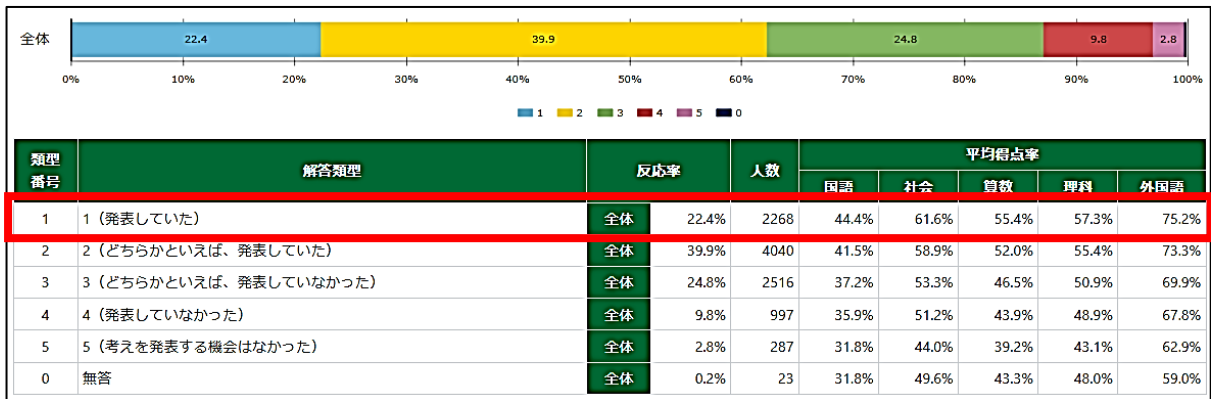 全体 22.4 39.9 24.8 9.8 2.8
0% 10% 20% 30% 40% 50% 60% 70% 80% 90% 100%
1 2 3 4 5 0
類型番号 解答類型 反応率 人数 平均得点率
国語 社会 算数 理科 外国語
1 1（発表していた） 全体 22.4% 2268 44.4% 61.6% 55.4% 57.3% 75.2%
2 2（どちらかといえば、発表していた） 全体 39.9% 4040 41.5% 58.9% 52.0% 55.4% 73.3%
3 3（どちらかといえば、発表していなかった） 全体 24.8% 2516 37.2% 53.3% 46.5% 50.9% 69.9%
4 4（発表していなかった） 全体 9.8% 997 35.9% 51.2% 43.9% 48.9% 67.8%
5 5（考えを発表する機会はなかった） 全体 2.8% 287 31.8% 44.0% 39.2% 43.1% 62.9%
0 無答 全体 0.2% 23 31.8% 49.6% 43.3% 48.0% 59.0%